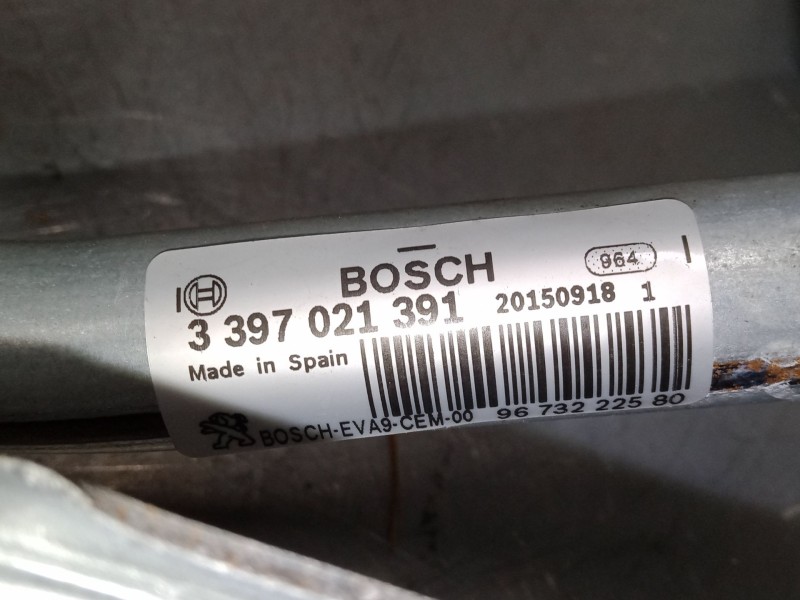 BOSCH 964
3 397 021 391 20150918 1
Made in Spain
BOSCH-EVA9-CEM-00 96 732 225 80